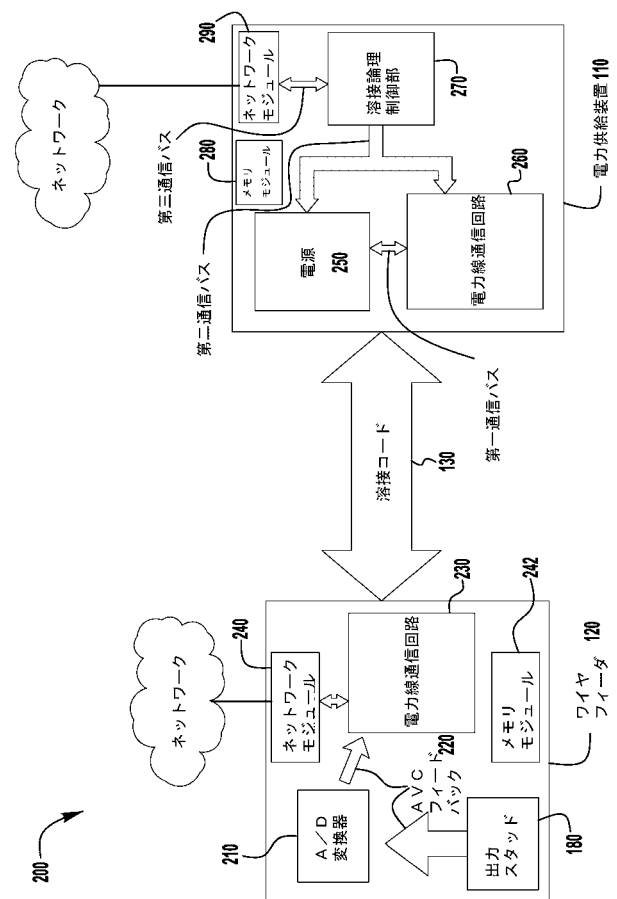 200
ネットワーク
240
ネットワーク
モジュール
210
A/D
変換器
電力線通信回路
230
220
AVC
フィード
バック
出力
スタッド
180
メモリ
モジュール
242
ワイヤ
フィーダ 120
溶接コード
130
ネットワーク
第三通信バス
290
ネットワーク
モジュール
280
メモリ
モジュール
第二通信バス
溶接論理
制御部
270
電源
250
電力線通信回路
260
第一通信バス
電力供給装置 110